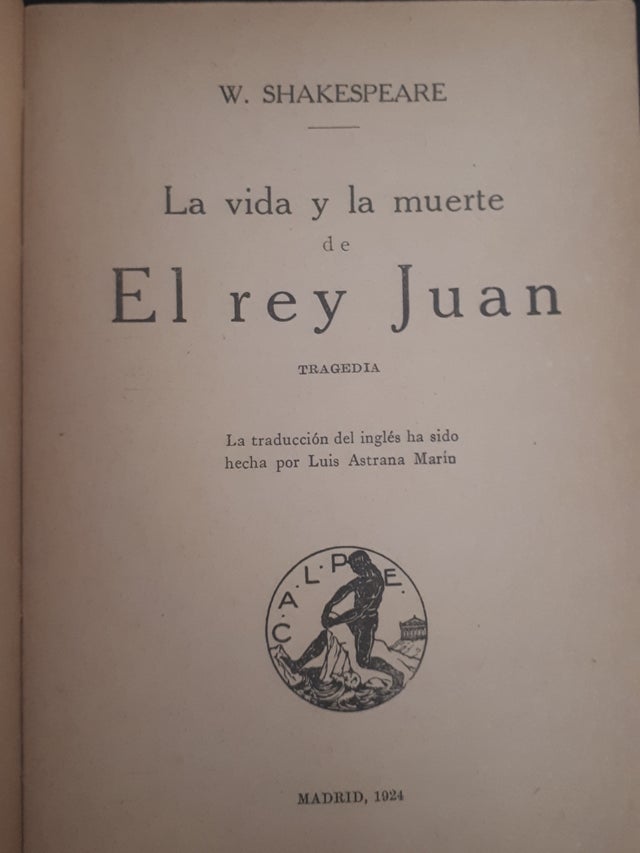 W. SHAKESPEARE
La vida y la muerte
de
El rey Juan
TRAGEDIA
La traducción del inglés ha sido
hecha por Luis Astrana Marín
C A. L. P E.
MADRID, 1924